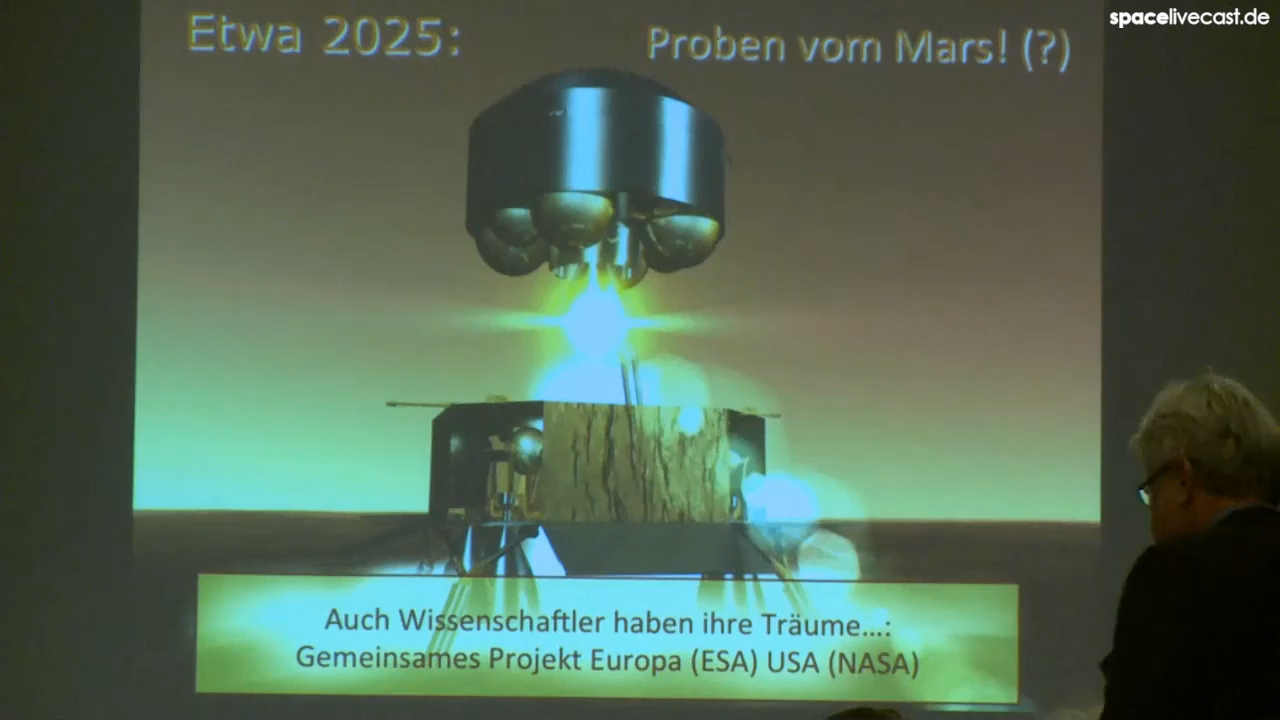 spacelivecast.de
Etwa 2025:
Proben vom Mars! (?)
Auch Wissenschaftler haben ihre Träume...:
Gemeinsames Projekt Europa (ESA) USA (NASA)